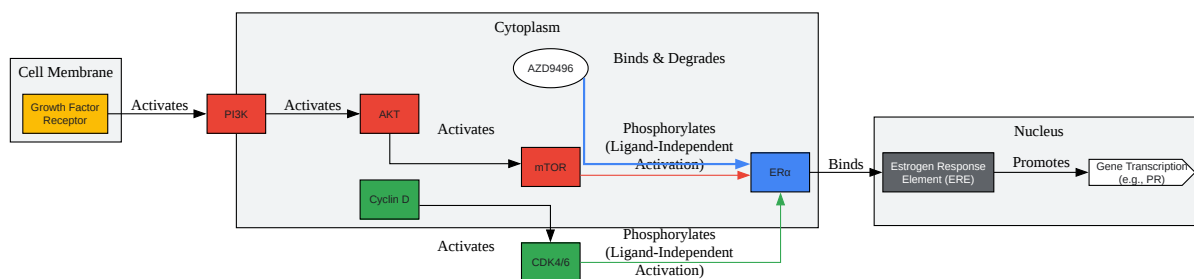 Cytoplasm
Cell Membrane
Growth Factor
Receptor
Activates
PI3K
Activates
AKT
Activates
mTOR
AZD9496
Binds & Degrades
Phosphorylates
(Ligand-Independent
Activation)
ERα
Cyclin D
Activates
CDK4/6
Phosphorylates
(Ligand-Independent
Activation)
Binds
Nucleus
Estrogen Response
Element (ERE)
Promotes
Gene Transcription
(e.g., PR)